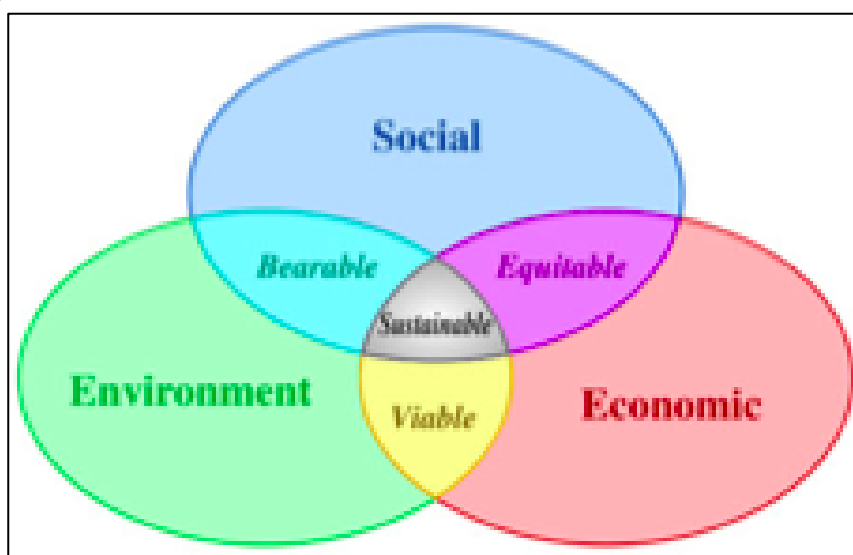 Social
Bearable
Equitable
Sustainable
Environment
Economic
Viable